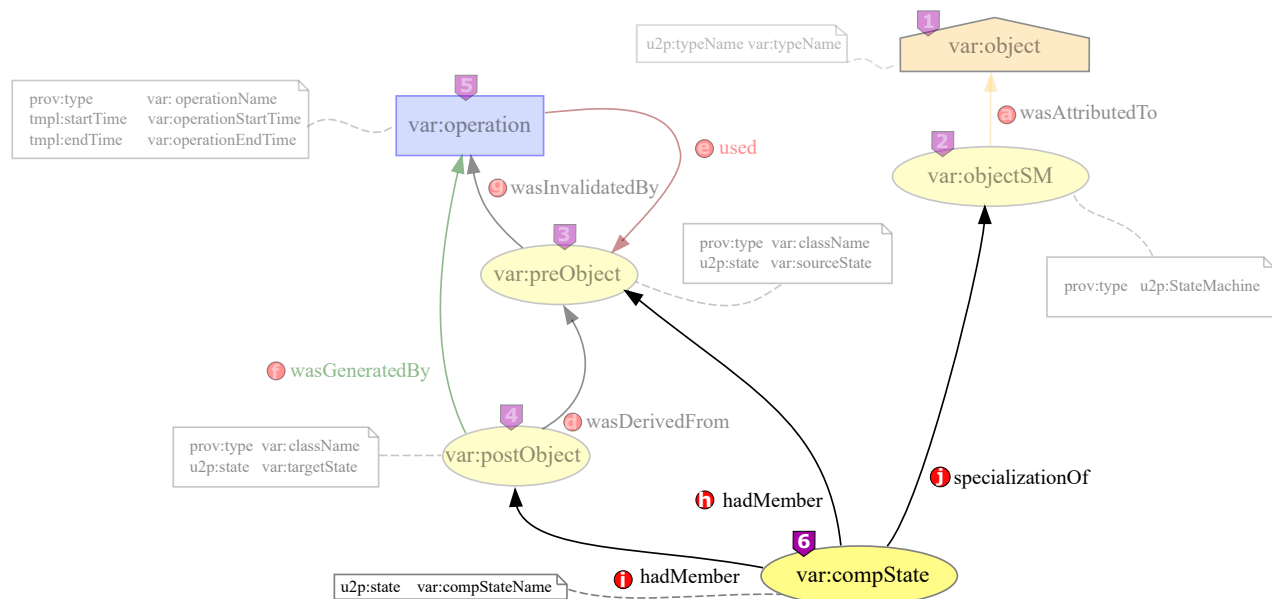 1
var:object
u2p:typeName var:typeName
5
prov:type var: operationName
tmpl:startTime var:operationStartTime
tmpl:endTime var:operationEndTime
var:operation
a wasAttributedTo
e used
2
var:objectSM
g wasInvalidatedBy
3
prov:type var: className
u2p:state var:sourceState
var:preObject
prov:type u2p:StateMachine
f wasGeneratedBy
4
d wasDerivedFrom
prov:type var: className
u2p:state var:targetState
var:postObject
j specializationOf
h hadMember
6
i hadMember
var:compState
u2p:state var:compStateName